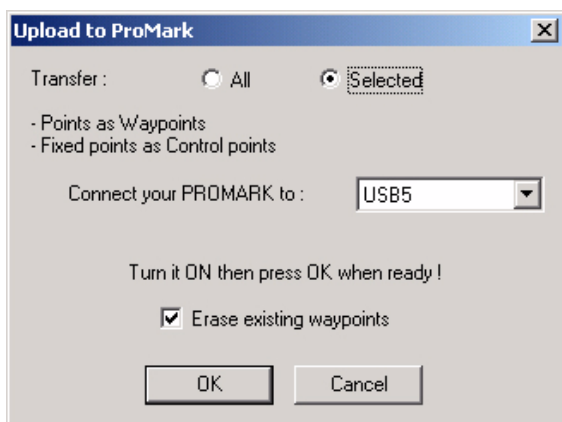 Upload to ProMark
Transfer : All Selected
- Points as Waypoints
- Fixed points as Control points
Connect your PROMARK to : USB5
Turn it ON then press OK when ready !
Erase existing waypoints
OK Cancel